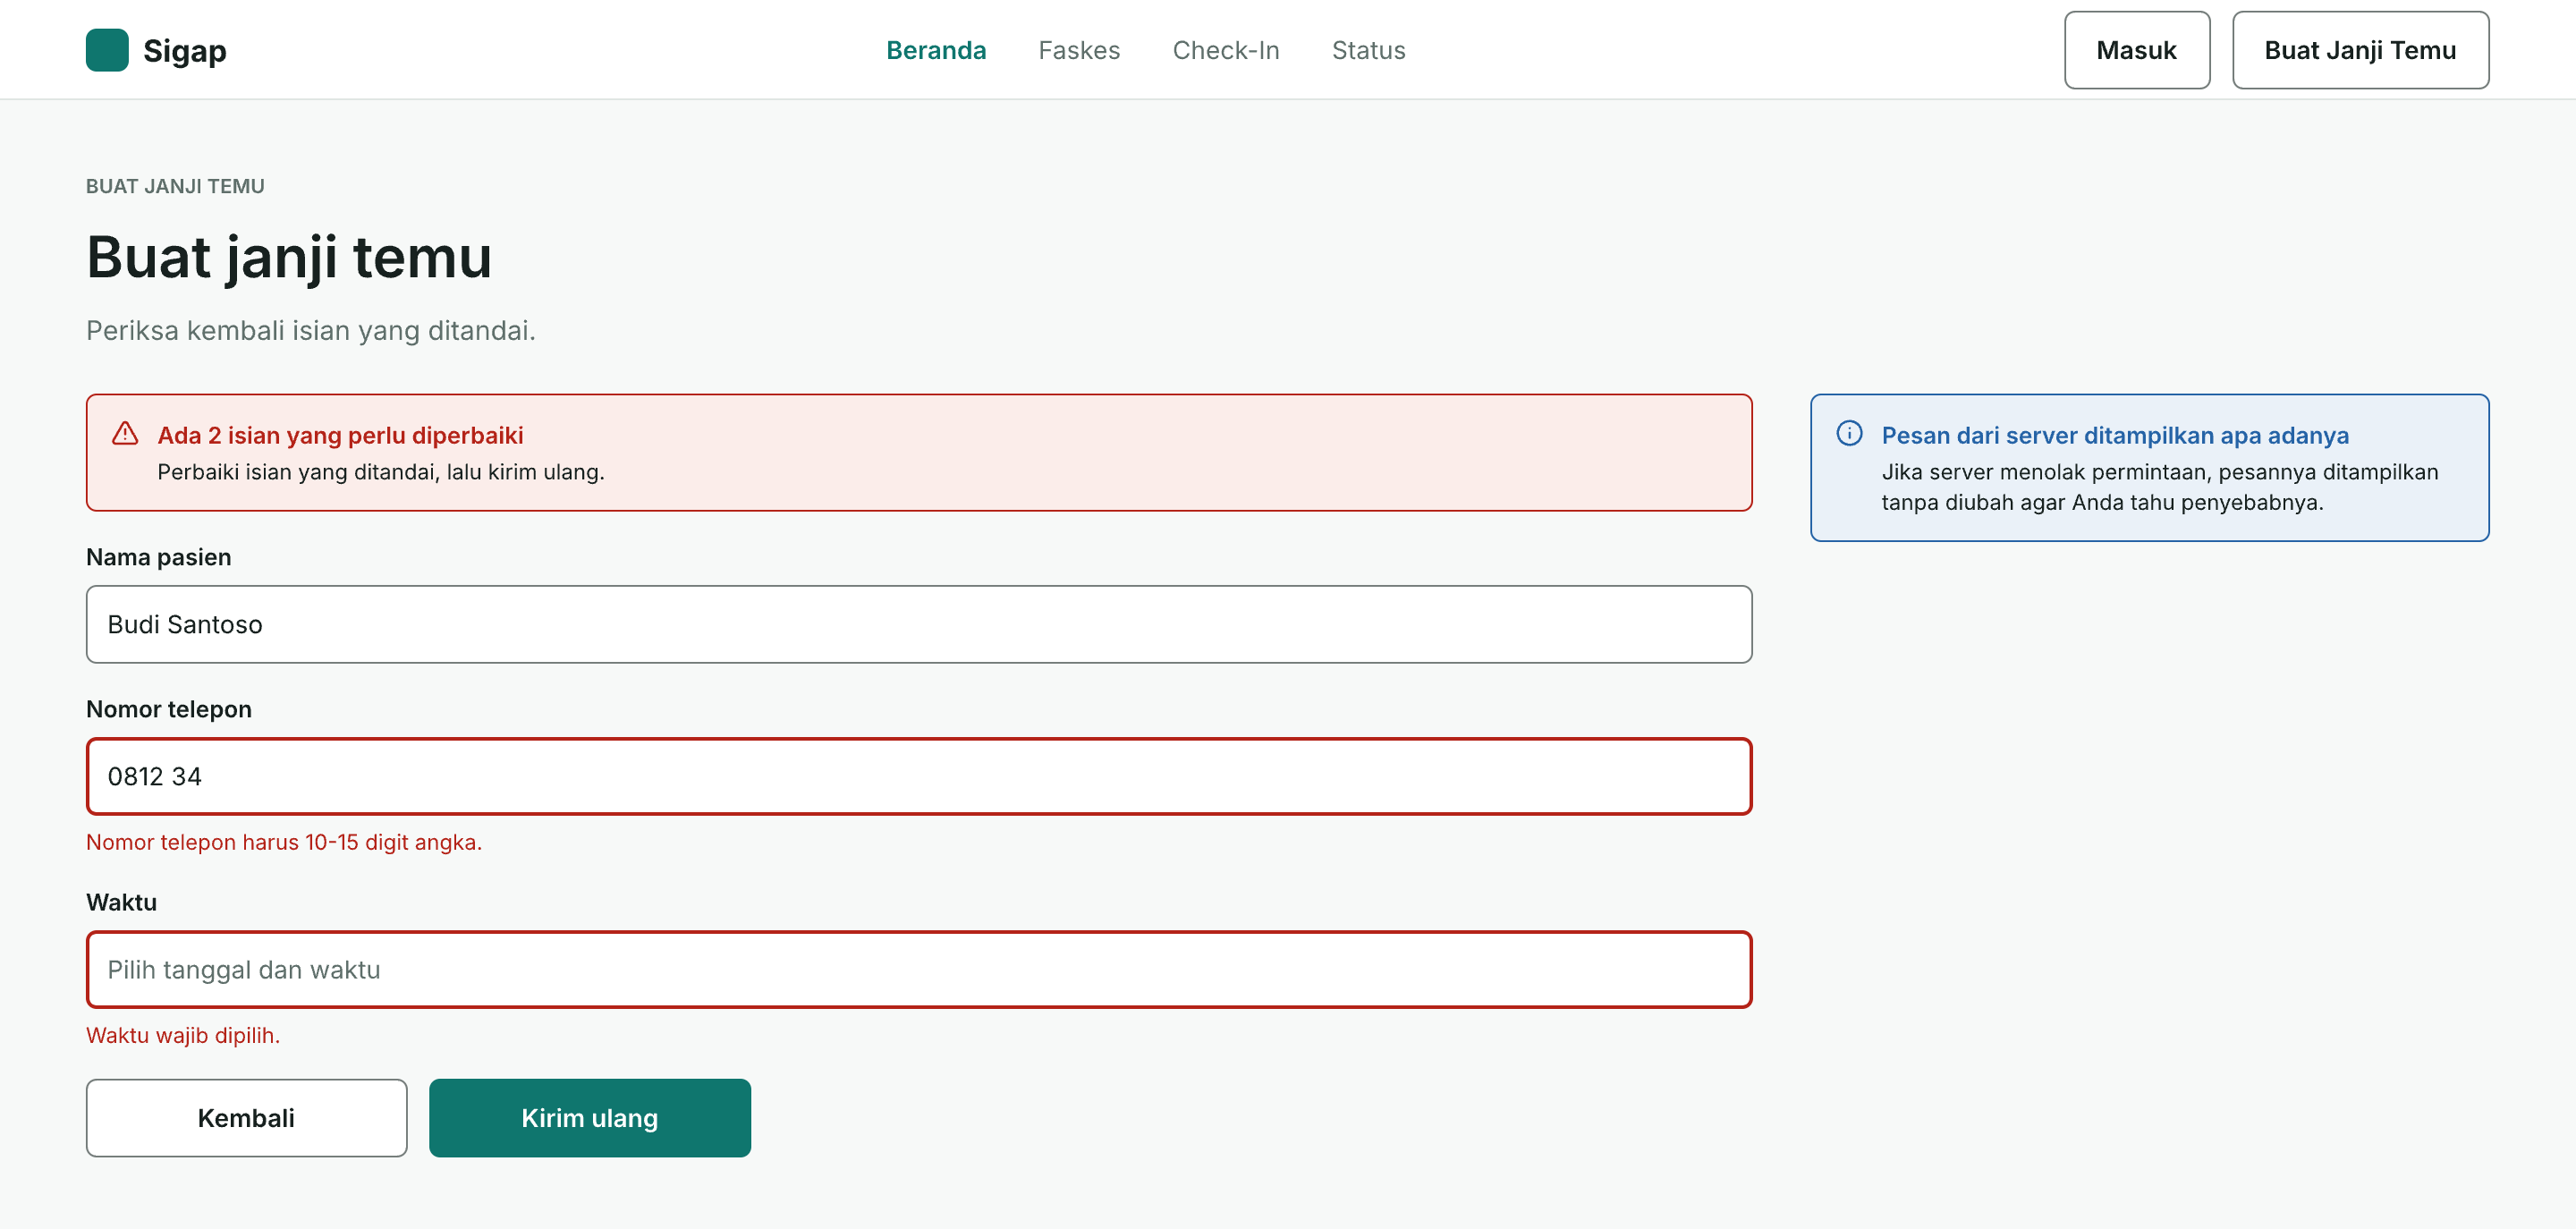 Sigap
Beranda
Faskes
Check-In
Status
Masuk
Buat Janji Temu
BUAT JANJI TEMU
Buat janji temu
Periksa kembali isian yang ditandai.
Ada 2 isian yang perlu diperbaiki
Perbaiki isian yang ditandai, lalu kirim ulang.
Pesan dari server ditampilkan apa adanya
Jika server menolak permintaan, pesannya ditampilkan
tanpa diubah agar Anda tahu penyebabnya.
Nama pasien
Budi Santoso
Nomor telepon
0812 34
Nomor telepon harus 10-15 digit angka.
Waktu
Pilih tanggal dan waktu
Waktu wajib dipilih.
Kembali
Kirim ulang